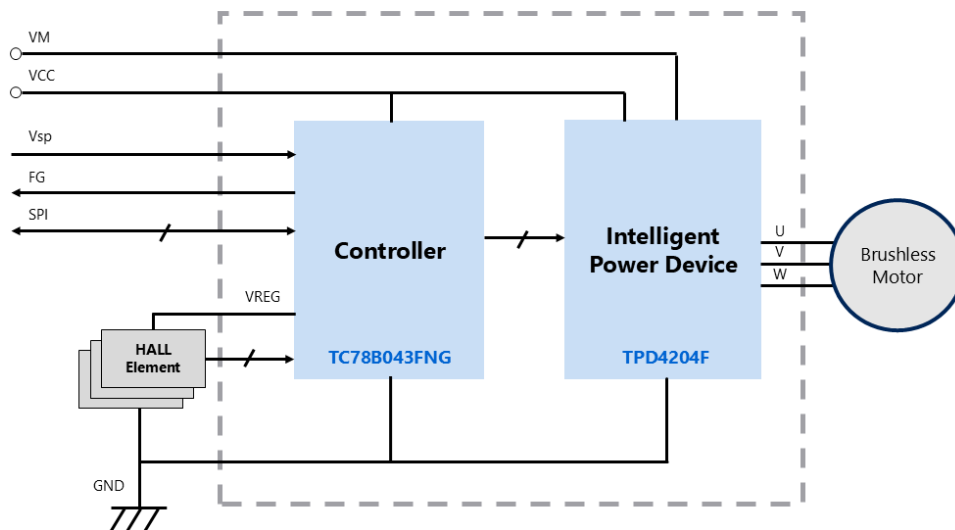 VM
VCC
Vsp
FG
SPI
Controller
Intelligent
Power Device
U
V
W
Brushless
Motor
VREG
HALL
Element
TC78B043FNG
TPD4204F
GND